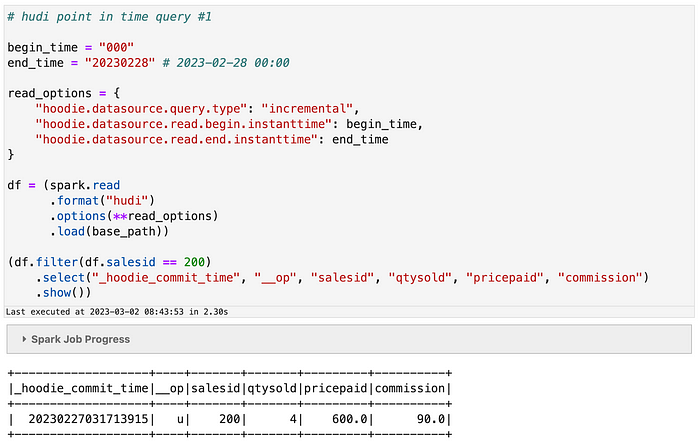 # hudi point in time query #1
begin_time = "000"
end_time = "20230228" # 2023-02-28 00:00
read_options = {
    "hoodie.datasource.query.type": "incremental",
    "hoodie.datasource.read.begin.instanttime": begin_time,
    "hoodie.datasource.read.end.instanttime": end_time
}
df = (spark.read
      .format("hudi")
      .options(**read_options)
      .load(base_path))
(df.filter(df.salesid == 200)
    .select("_hoodie_commit_time", "__op", "salesid", "qtysold", "pricepaid", "commission")
    .show())
Last executed at 2023-03-02 08:43:53 in 2.30s
Spark Job Progress
+-------------------+----+-------+-------+---------+----------+
|_hoodie_commit_time|__op|salesid|qtysold|pricepaid|commission|
+-------------------+----+-------+-------+---------+----------+
|  20230227031713915|   u|    200|      4|    600.0|      90.0|
+-------------------+----+-------+-------+---------+----------+